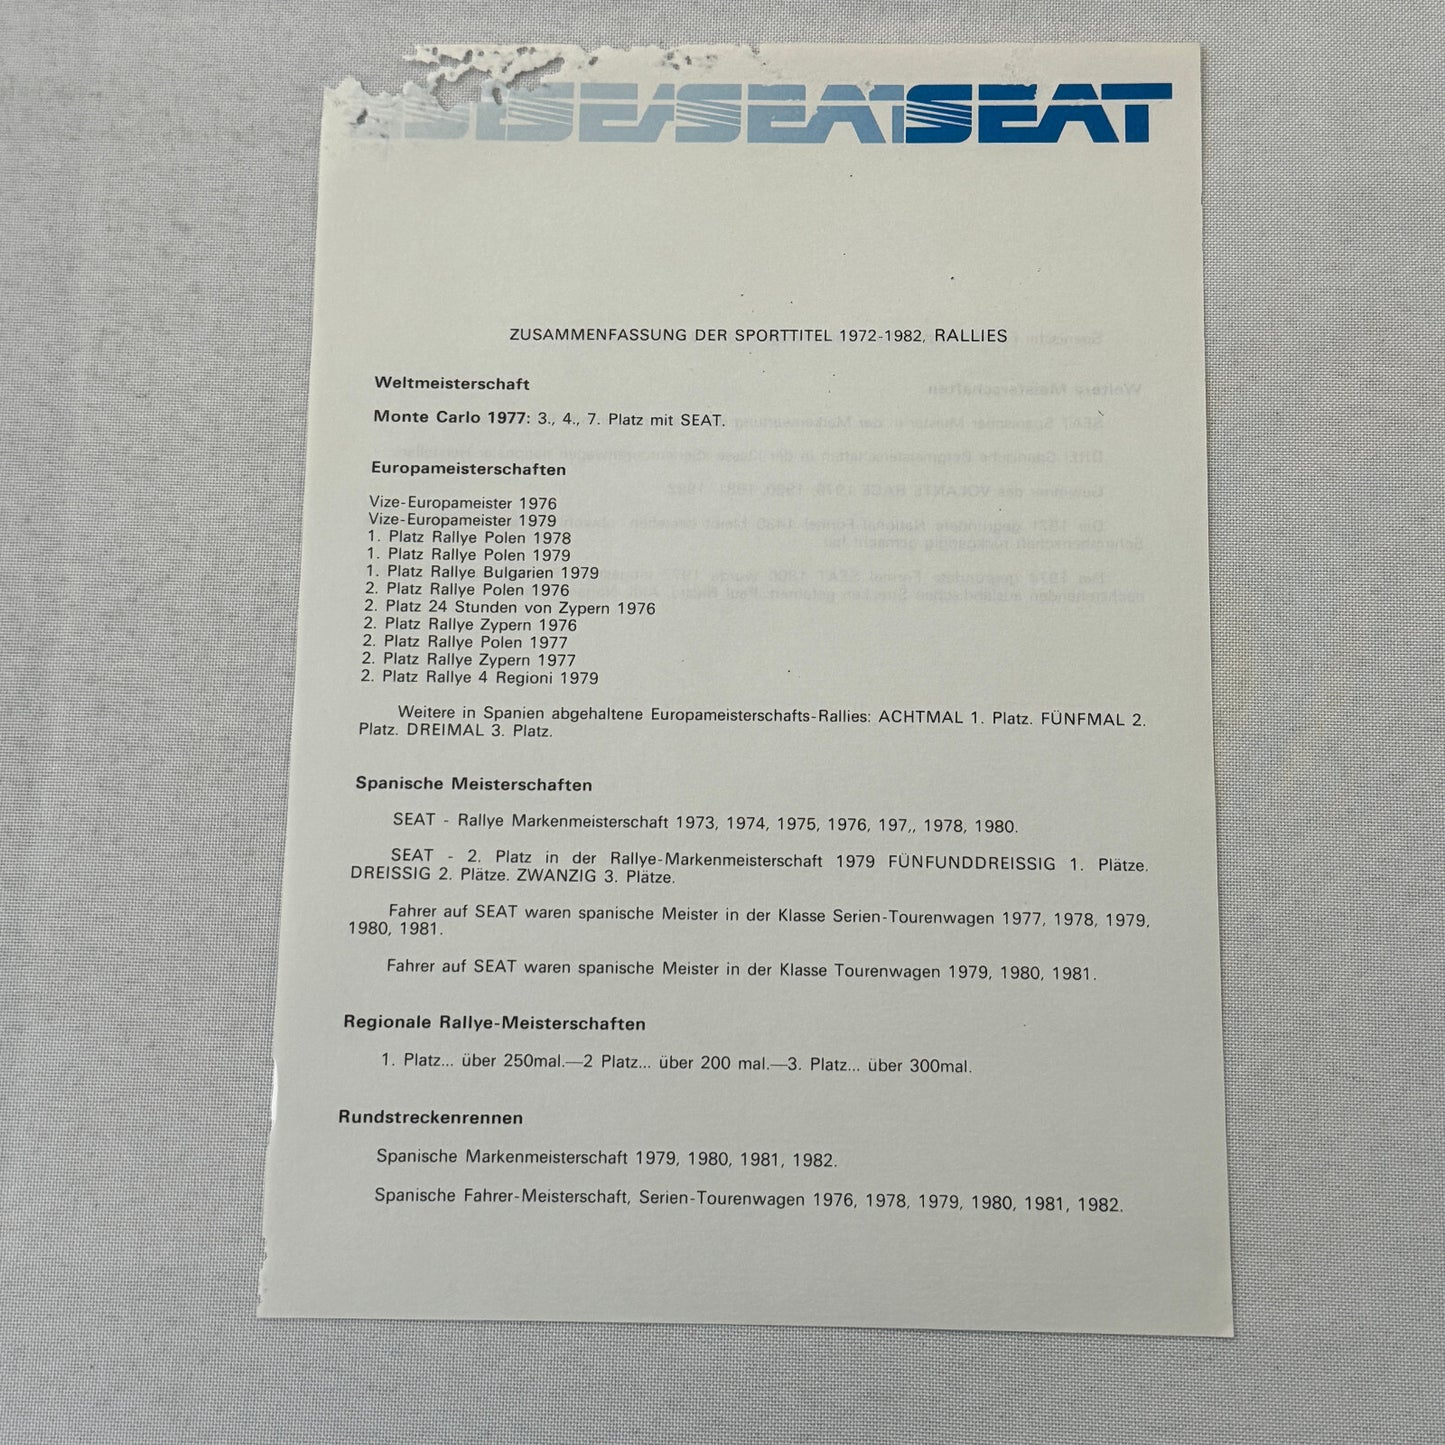 SEAT SEAT SEAT
ZUSAMMENFASSUNG DER SPORTTITEL 1972-1982, RALLIES
Weltmeisterschaft
Monte Carlo 1977: 3., 4., 7. Platz mit SEAT.
Europameisterschaften
Vize-Europameister 1976
Vize-Europameister 1979
1. Platz Rallye Polen 1978
1. Platz Rallye Polen 1979
1. Platz Rallye Bulgarien 1979
2. Platz Rallye Polen 1976
2. Platz 24 Stunden von Zypern 1976
2. Platz Rallye Zypern 1976
2. Platz Rallye Polen 1977
2. Platz Rallye Zypern 1977
2. Platz Rallye 4 Regioni 1979
Weitere in Spanien abgehaltene Europameisterschafts-Rallies: ACHTMAL 1. Platz. FÜNFMAL 2.
Platz. DREIMAL 3. Platz.
Spanische Meisterschaften
SEAT - Rallye Markenmeisterschaft 1973, 1974, 1975, 1976, 197,, 1978, 1980.
SEAT - 2. Platz in der Rallye-Markenmeisterschaft 1979 FÜNFUNDDREISSIG 1. Plätze.
DREISSIG 2. Plätze. ZWANZIG 3. Plätze.
Fahrer auf SEAT waren spanische Meister in der Klasse Serien-Tourenwagen 1977, 1978, 1979,
1980, 1981.
Fahrer auf SEAT waren spanische Meister in der Klasse Tourenwagen 1979, 1980, 1981.
Regionale Rallye-Meisterschaften
1. Platz... über 250mal.—2 Platz... über 200 mal.—3. Platz... über 300mal.
Rundstreckenrennen
Spanische Markenmeisterschaft 1979, 1980, 1981, 1982.
Spanische Fahrer-Meisterschaft, Serien-Tourenwagen 1976, 1978, 1979, 1980, 1981, 1982.